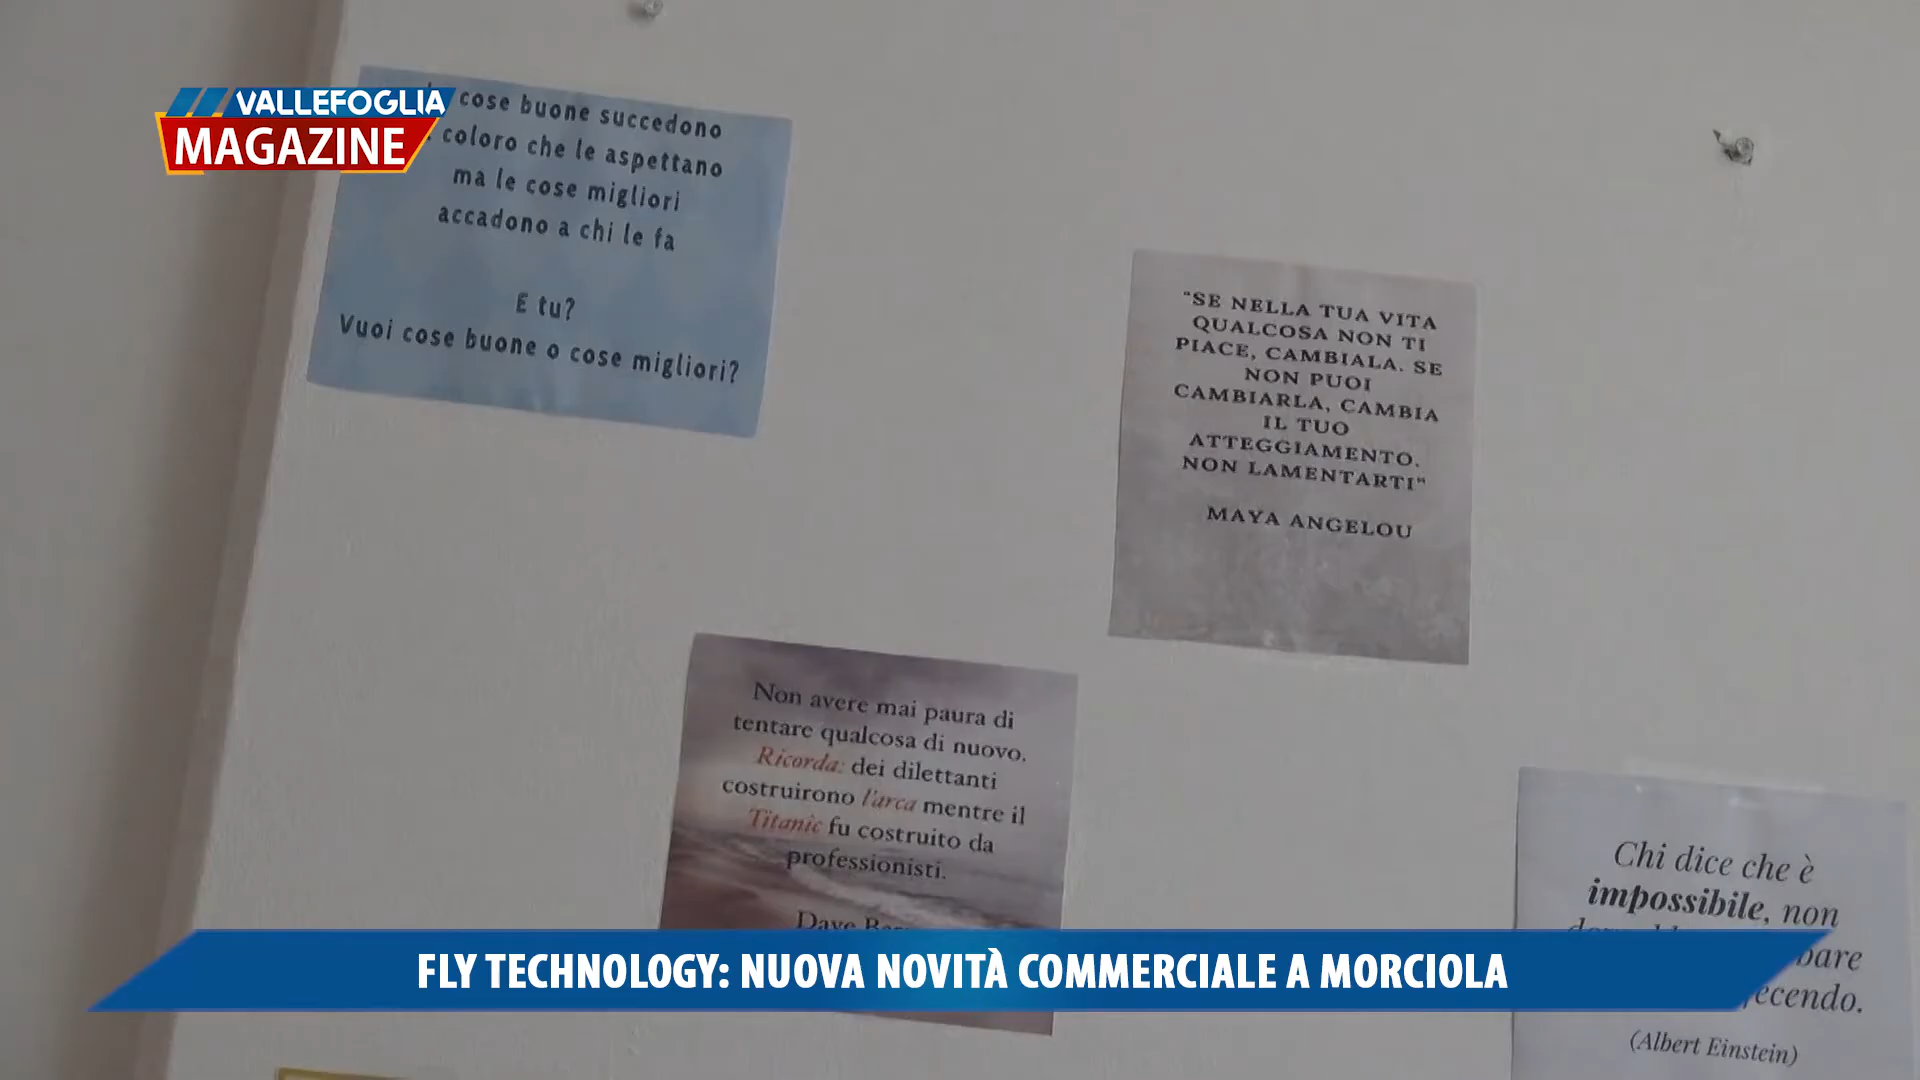 VALLEFOGLIA
MAGAZINE
cose buone succedono
coloro che le aspettano
ma le cose migliori
accadono a chi le fa
E tu?
Vuoi cose buone o cose migliori?
"SE NELLA TUA VITA
QUALCOSA NON TI
PIACE, CAMBIALA. SE
NON PUOI
CAMBIARLA, CAMBIA
IL TUO
ATTEGGIAMENTO.
NON LAMENTARTI"
MAYA ANGELOU
Non avere mai paura di
tentare qualcosa di nuovo.
Ricorda: dei dilettanti
costruirono l'arca mentre il
Titanic fu costruito da
professionisti.
Dave
Chi dice che è
impossibile, non
(Albert Einstein)
FLY TECHNOLOGY: NUOVA NOVITÀ COMMERCIALE A MORCIOLA